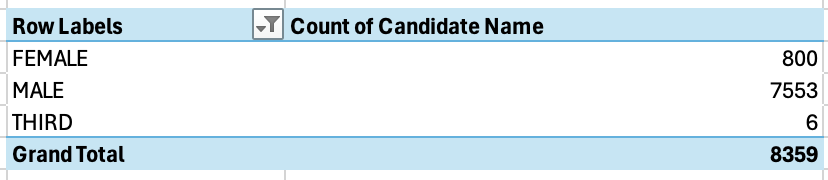 Row Labels Count of Candidate Name
FEMALE 800
MALE 7553
THIRD 6
Grand Total 8359